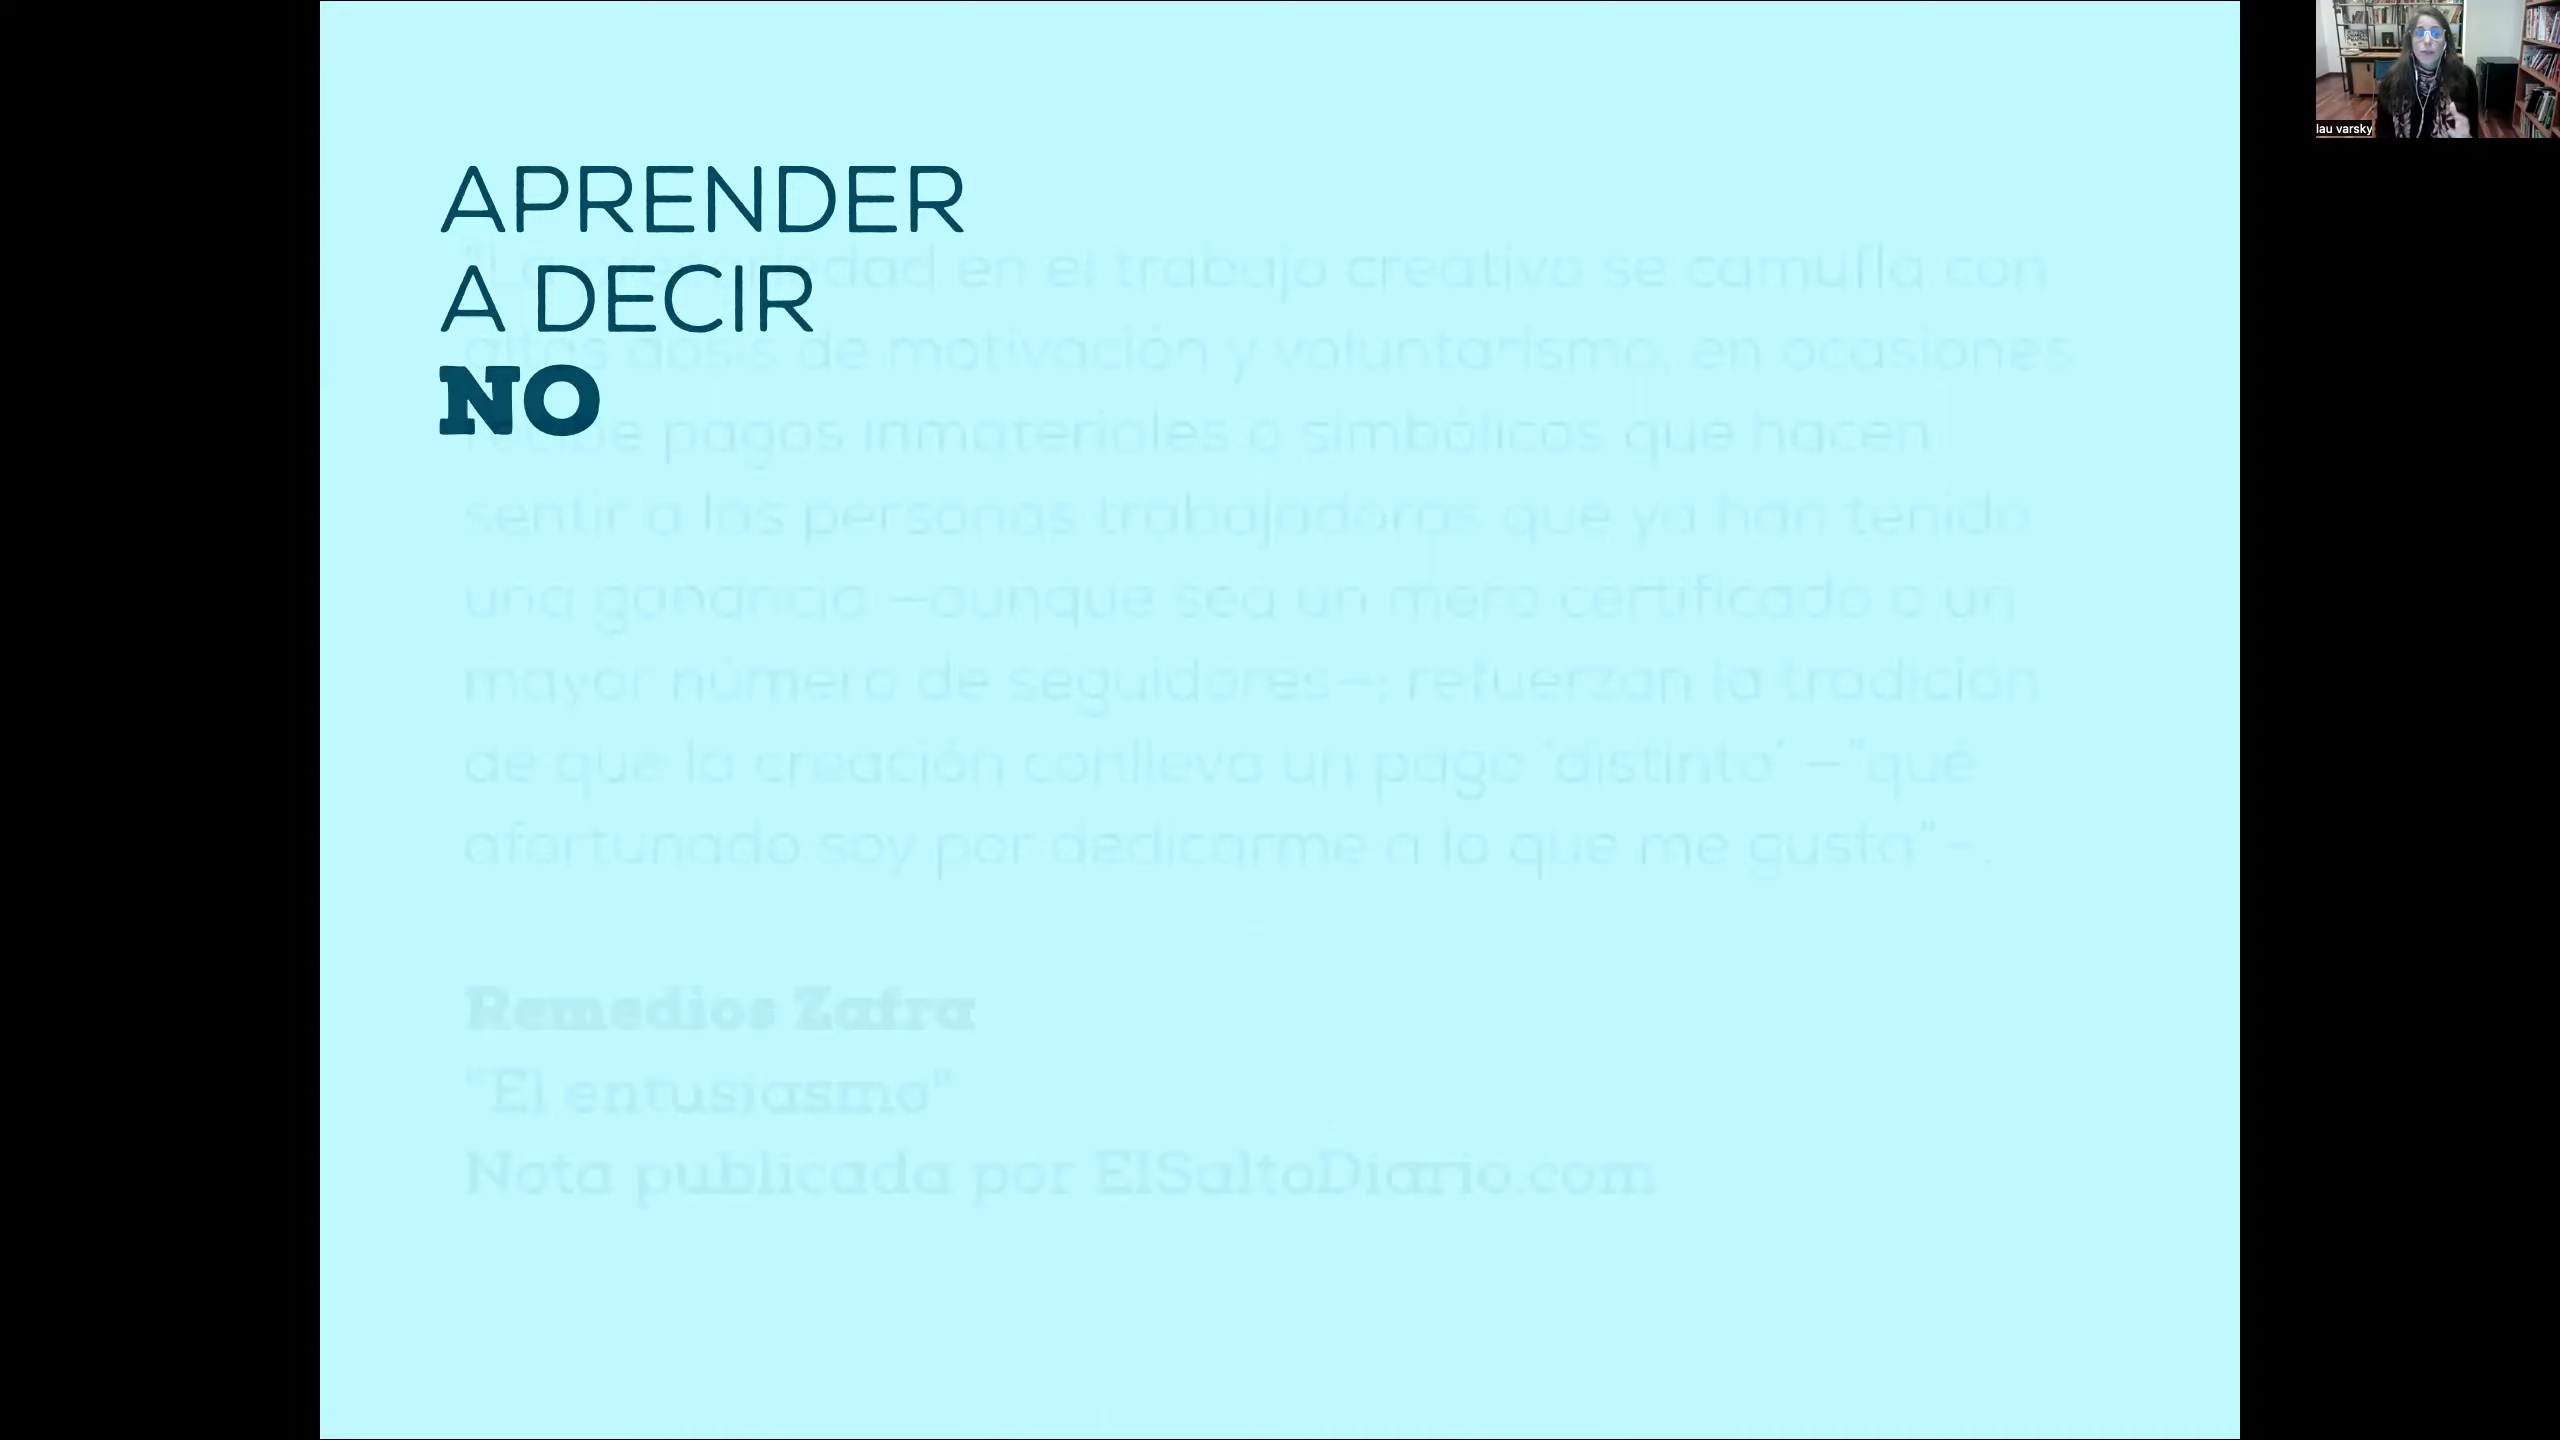 APRENDER
A DECIR
NO
dad en el trabajo creativo se camufla con
altas dosis de motivación y voluntarismo, en ocasiones
pagos inmateriales o simbólicos que hacen
sentir a las personas trabajadoras que ya han tenido
una ganancia —aunque sea un mero certificado o un
mayor número de seguidores—; refuerzan la tradición
de que la creación conlleva un pago ‘distinto’ —"qué
afortunado soy por dedicarme a lo que me gusta"—.
Remedios Zafra
"El entusiasmo"
Nota publicada por ElSaltoDiario.com
lau varsky